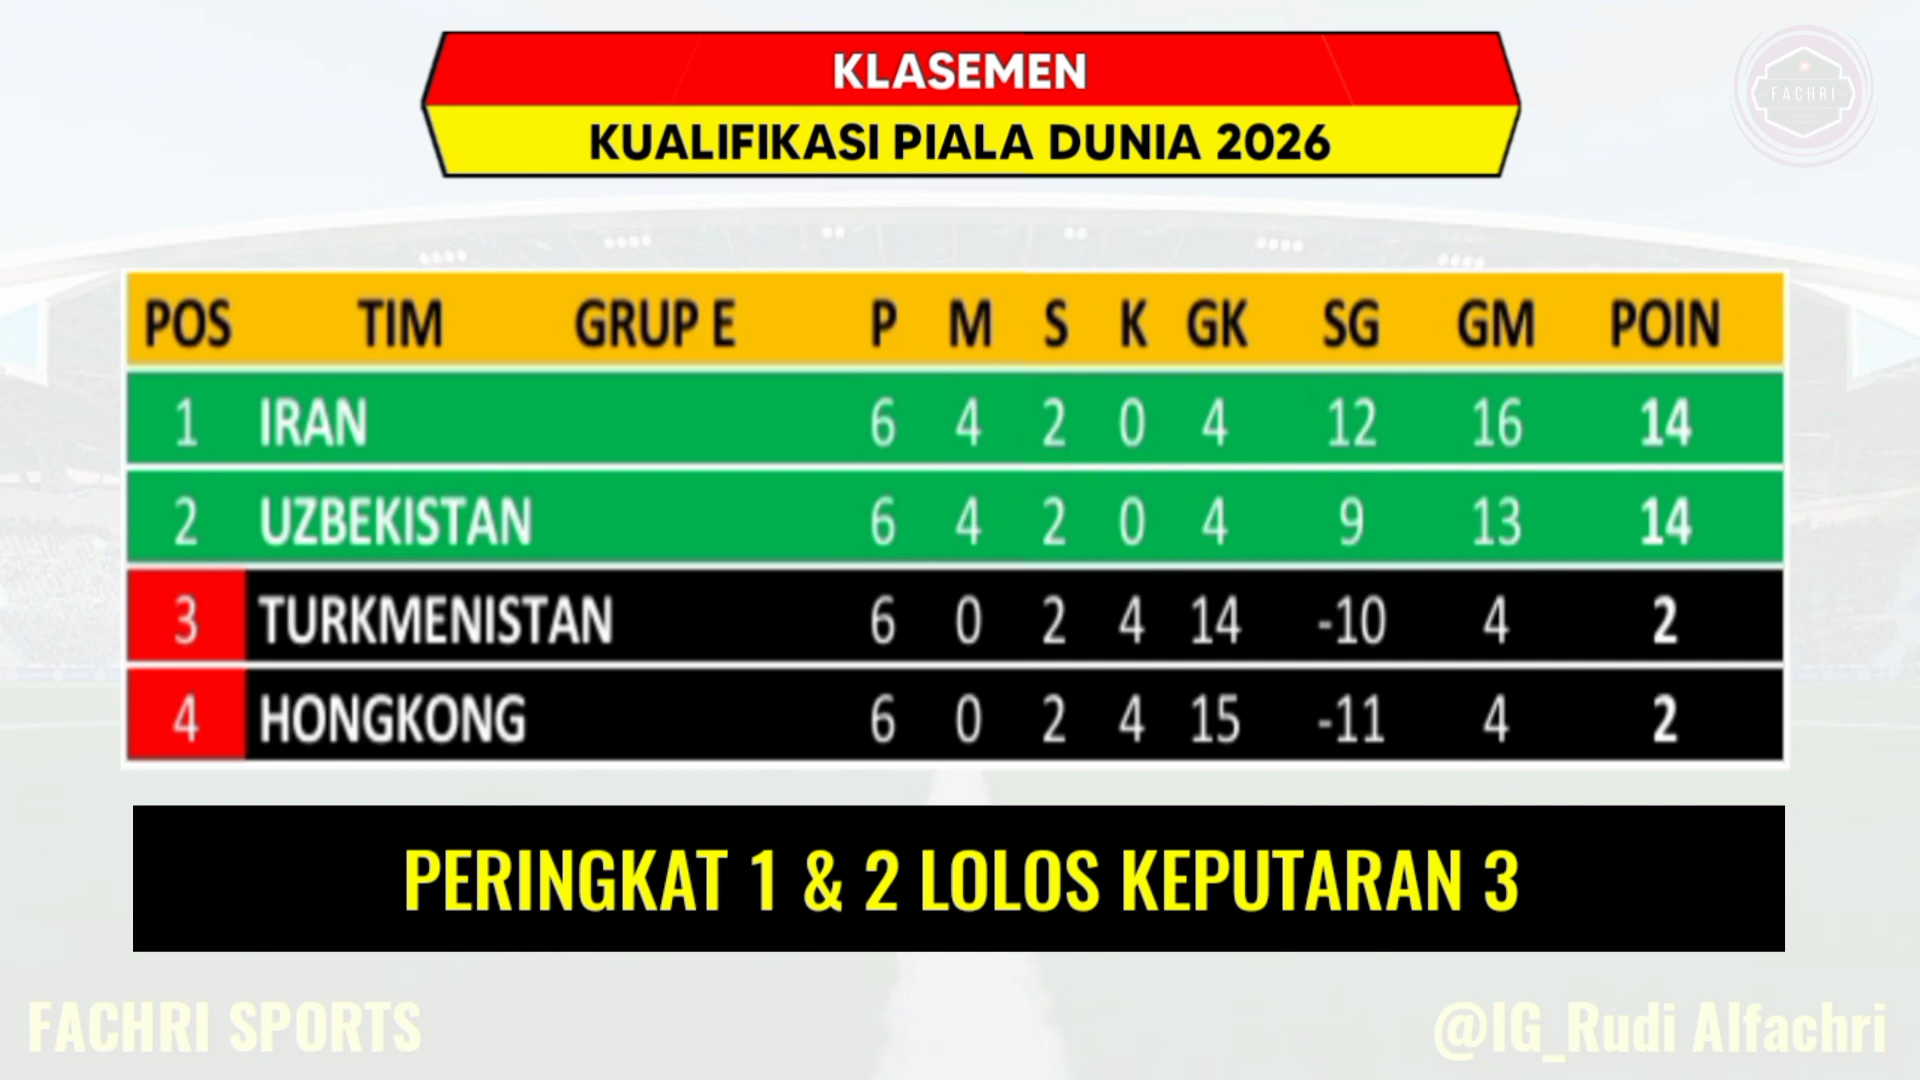 KLASEMEN
KUALIFIKASI PIALA DUNIA 2026
FACHRI
POS TIM GRUP E P M S K GK SG GM POIN
1 IRAN 6 4 2 0 4 12 16 14
2 UZBEKISTAN 6 4 2 0 4 9 13 14
3 TURKMENISTAN 6 0 2 4 14 -10 4 2
4 HONGKONG 6 0 2 4 15 -11 4 2
PERINGKAT 1 & 2 LOLOS KEPUTARAN 3
FACHRI SPORTS @IG_Rudi Alfachri